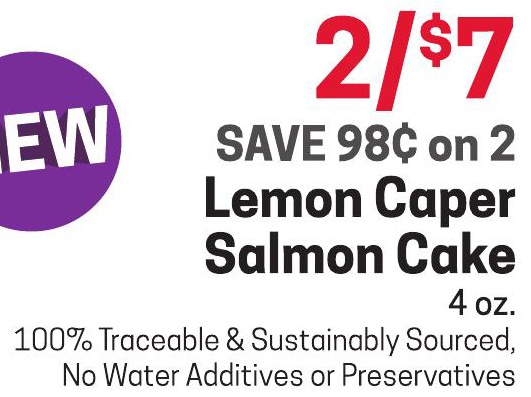 2/$7
SAVE 98¢ on 2
Lemon Caper
Salmon Cake
4 oz.
100% Traceable & Sustainably Sourced,
No Water Additives or Preservatives